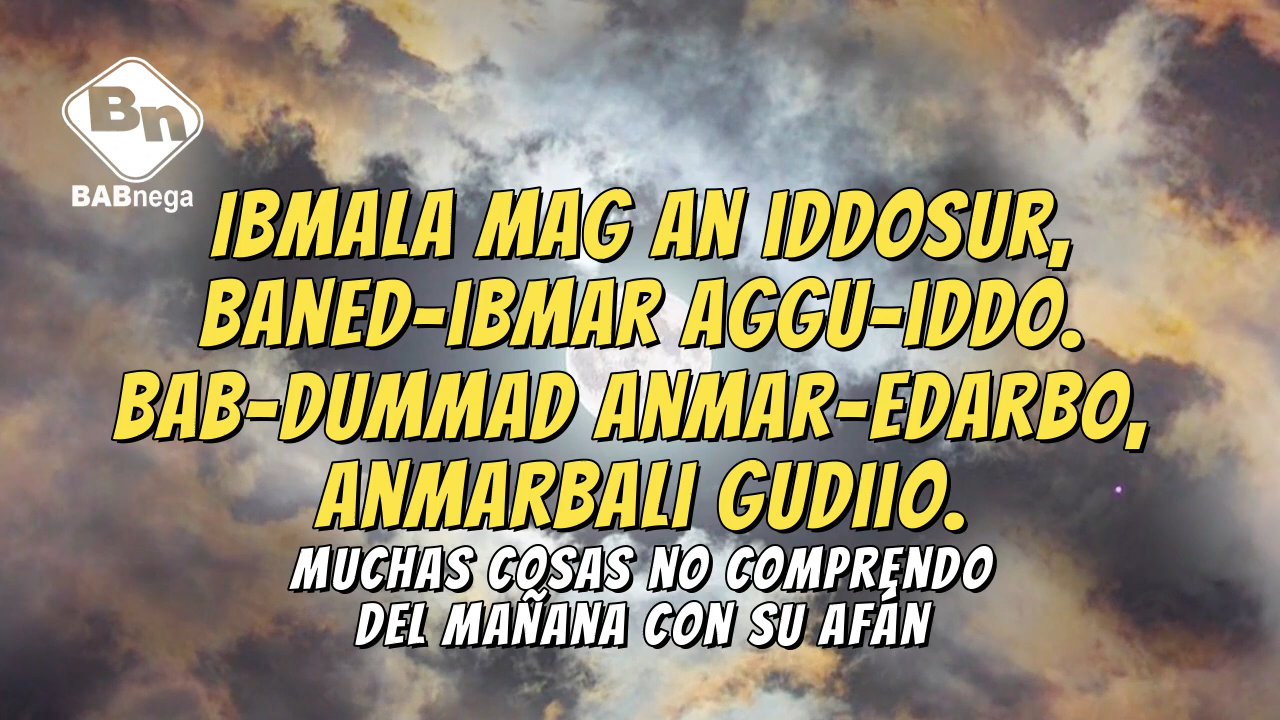 Bn
BABnega
IBMALA MAG AN IDDOSUR,
BANED-IBMAR AGGU-IDDO.
BAB-DUMMAD ANMAR-EDARBO,
ANMARBALI GUDIIO.
MUCHAS COSAS NO COMPRENDO
DEL MAÑANA CON SU AFÁN